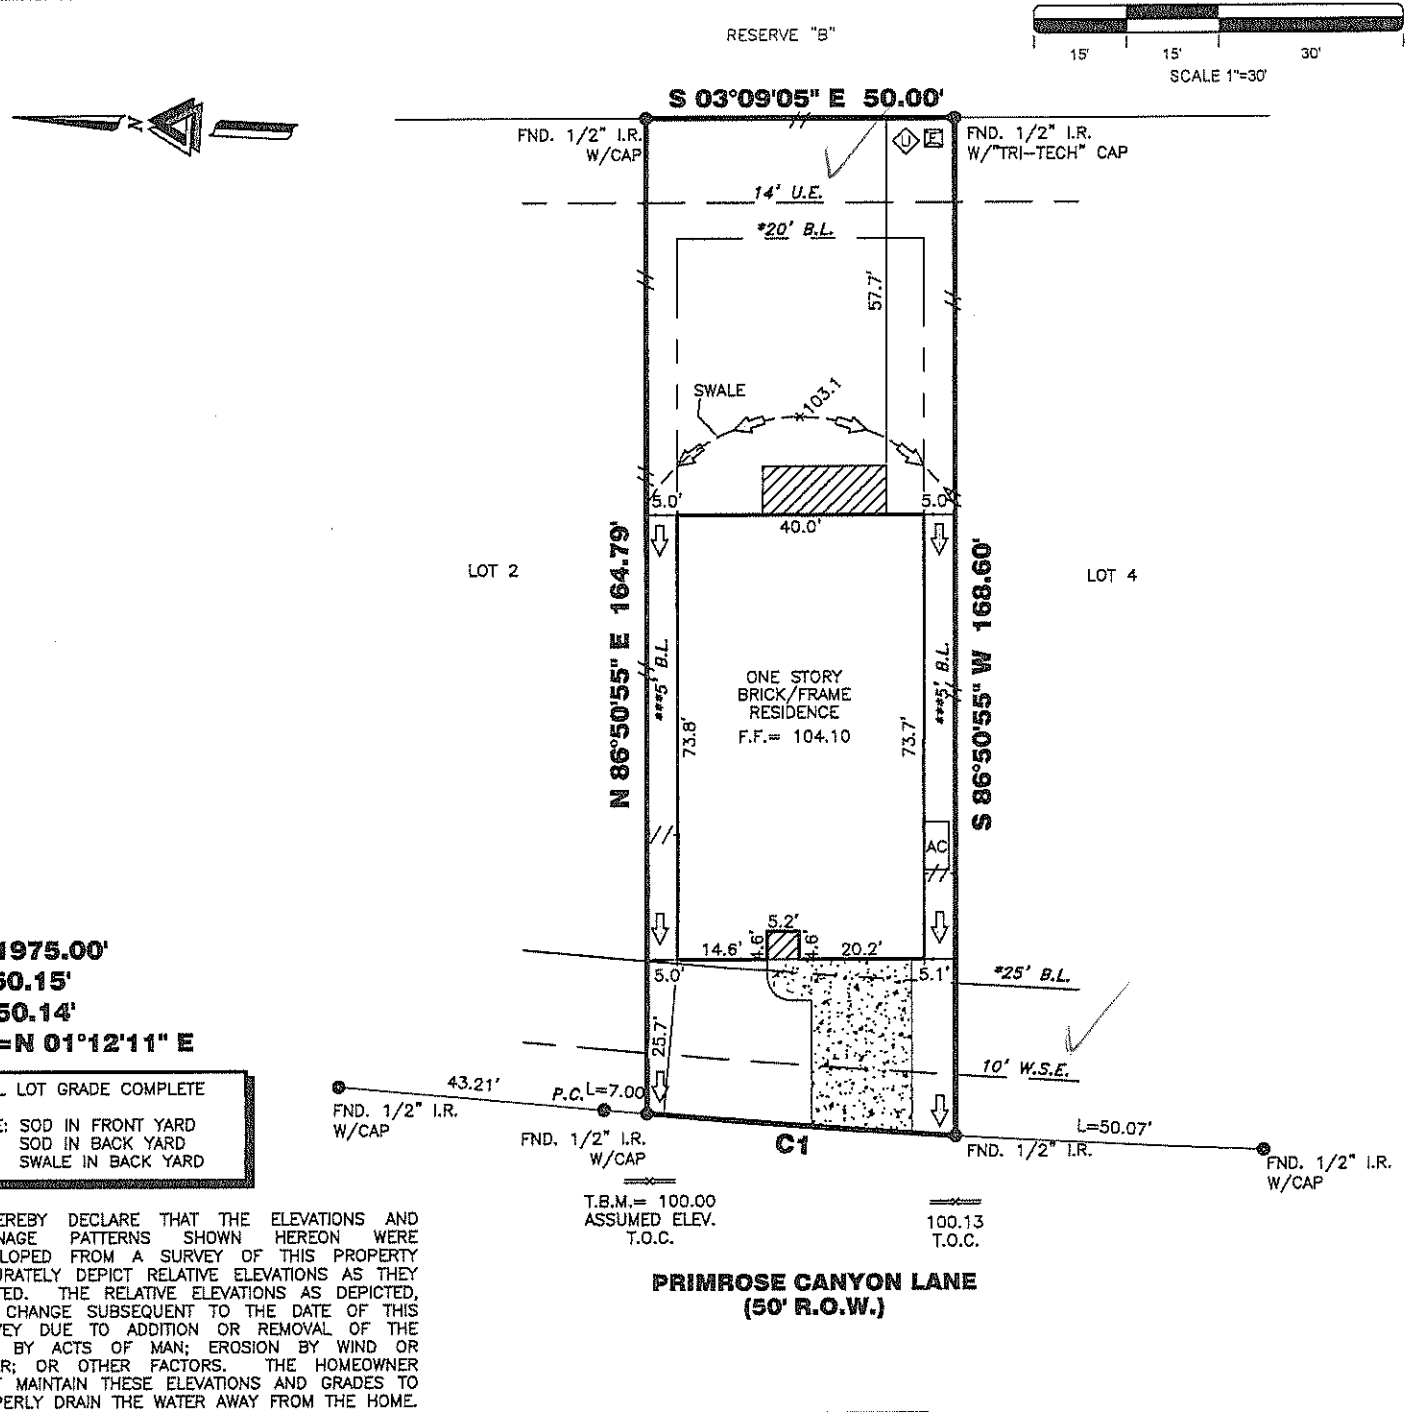 RESERVE "B"
15' 15' 30'
SCALE 1"=30'
N
S 03°09'05" E 50.00'
FND. 1/2" I.R.
W/CAP
FND. 1/2" I.R.
W/"TRI-TECH" CAP
U E
14' U.E.
*20' B.L.
57.7'
SWALE
103.1
5.0'
5.0'
40.0'
LOT 2
LOT 4
N 86°50'55" E 164.79'
S 86°50'55" W 168.60'
***5' B.L.
***5' B.L.
73.8'
73.7'
ONE STORY
BRICK/FRAME
RESIDENCE
F.F.= 104.10
AC
5.2'
14.6' 4.6' 4.6' 20.2'
5.0' 5.1'
*25' B.L.
25.7'
10' W.S.E.
1975.00'
50.15'
50.14'
=N 01°12'11" E
LOT GRADE COMPLETE
E: SOD IN FRONT YARD
SOD IN BACK YARD
SWALE IN BACK YARD
43.21'
P.C. L=7.00
FND. 1/2" I.R.
W/CAP
FND. 1/2" I.R.
W/CAP
C1
FND. 1/2" I.R.
L=50.07'
FND. 1/2" I.R.
W/CAP
T.B.M.= 100.00
ASSUMED ELEV.
T.O.C.
100.13
T.O.C.
PRIMROSE CANYON LANE
(50' R.O.W.)
EREBY DECLARE THAT THE ELEVATIONS AND
NAGE PATTERNS SHOWN HEREON WERE
LOPED FROM A SURVEY OF THIS PROPERTY
URATELY DEPICT RELATIVE ELEVATIONS AS THEY
TED. THE RELATIVE ELEVATIONS AS DEPICTED,
CHANGE SUBSEQUENT TO THE DATE OF THIS
VEY DUE TO ADDITION OR REMOVAL OF THE
BY ACTS OF MAN; EROSION BY WIND OR
R; OR OTHER FACTORS. THE HOMEOWNER
T MAINTAIN THESE ELEVATIONS AND GRADES TO
PERLY DRAIN THE WATER AWAY FROM THE HOME.